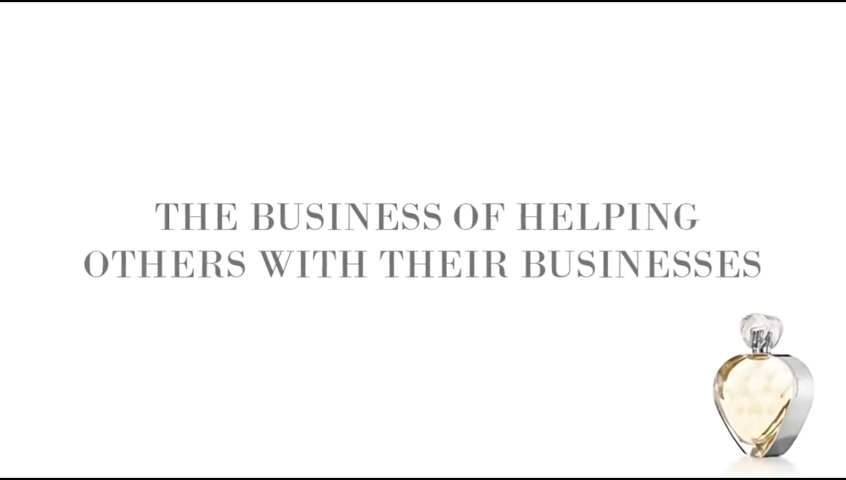 THE BUSINESS OF HELPING
OTHERS WITH THEIR BUSINESSES